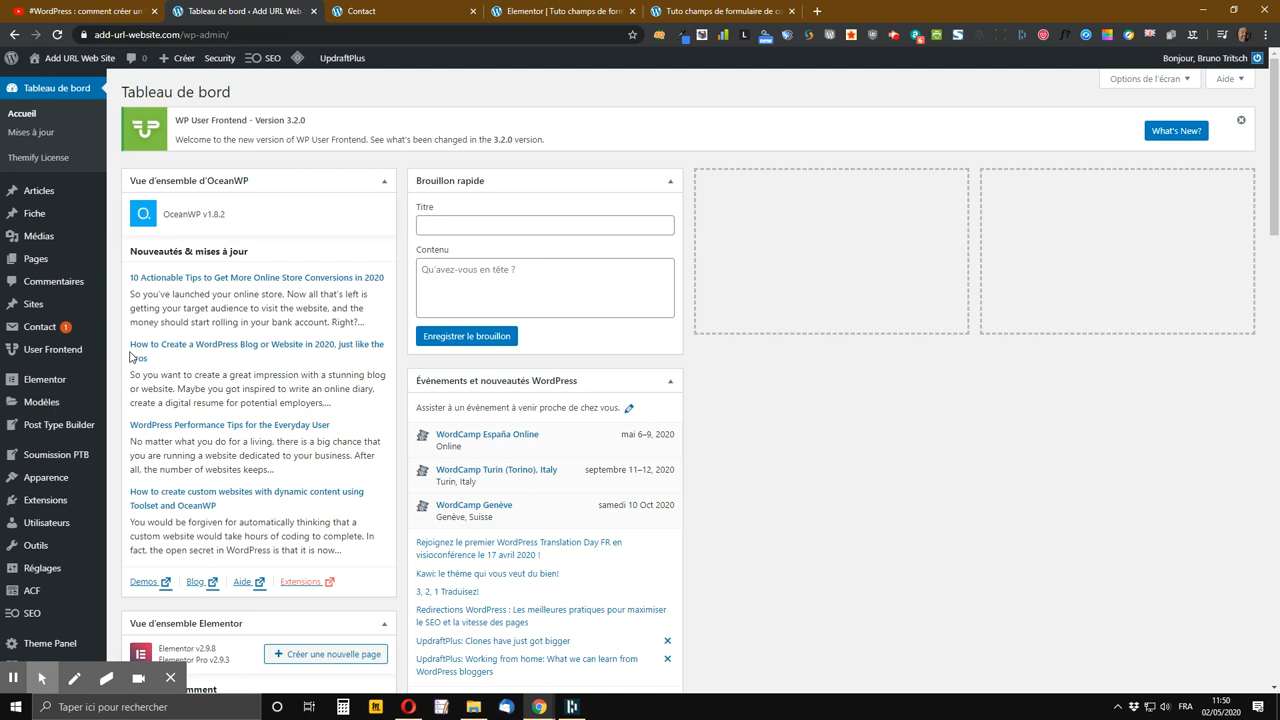 #WORDPRESS : construire un
Tableau de bord ‹ Add URL Web S
Contact
Elementor | Tuto champs de form
Tuto champs de formulaire de co
add-url-website.com/wp-admin/
Add URL Web Site
0
Créer
Security
SEO
UpdraftPlus
Bonjour, Bruno Tritsch
Tableau de bord
Accueil
Mises à jour
Themify License
Articles
Fiche
Médias
Pages
Commentaires
Sites
Contact 1
User Frontend
Elementor
Modèles
Post Type Builder
Soumission PTB
Apparence
Extensions
Utilisateurs
Outils
Réglages
ACF
SEO
Theme Panel
Options de l'écran
Aide
Tableau de bord
WP User Frontend - Version 3.2.0
Welcome to the new version of WP User Frontend. See what's been changed in the 3.2.0 version.
What's New?
Vue d'ensemble d'OceanWP
OceanWP v1.8.2
Nouveautés & mises à jour
10 Actionable Tips to Get More Online Store Conversions in 2020
So you've launched your online store. Now all that's left is
getting your target audience to visit the website, and the
money should start rolling in your bank account. Right?…
How to Create a WordPress Blog or Website in 2020, just like the
ros
So you want to create a great impression with a stunning blog
or website. Maybe you got inspired to write an online diary,
create a digital resume for potential employers,…
WordPress Performance Tips for the Everyday User
No matter what you do for a living, there is a big chance that
you are running a website dedicated to your business. After
all, the number of websites keeps…
How to create custom websites with dynamic content using
Toolset and OceanWP
You would be forgiven for automatically thinking that a
custom website would take hours of coding to complete. In
fact, the open secret in WordPress is that it is now…
Demos
Blog
Aide
Extensions
Vue d'ensemble Elementor
Elementor v2.9.8
Elementor Pro v2.9.3
Créer une nouvelle page
Brouillon rapide
Titre
Contenu
Qu'avez-vous en tête ?
Enregistrer le brouillon
Évènements et nouveautés WordPress
Assister à un évènement à venir proche de chez vous.
WordCamp España Online
mai 6–9, 2020
Online
WordCamp Turin (Torino), Italy
septembre 11–12, 2020
Turin, Italy
WordCamp Genève
samedi 10 Oct 2020
Genève, Suisse
Rejoignez le premier WordPress Translation Day FR en
visioconférence le 17 avril 2020 !
Kawi: le thème qui vous veut du bien!
3, 2, 1 Traduisez!
Redirections WordPress : Les meilleures pratiques pour maximiser
le SEO et la vitesse des pages
UpdraftPlus: Clones have just got bigger
UpdraftPlus: Working from home: What we can learn from
WordPress bloggers
Taper ici pour rechercher
FRA
11:50
02/05/2020